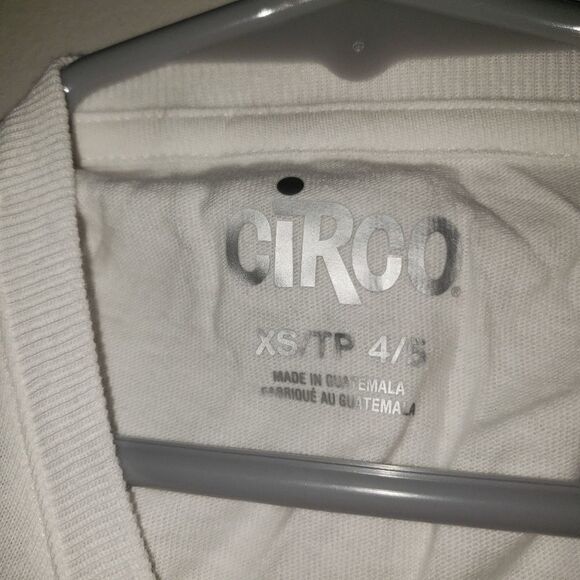 CiRCO®
XS/TP 4/5
MADE IN GUATEMALA
FABRIQUÉ AU GUATEMALA